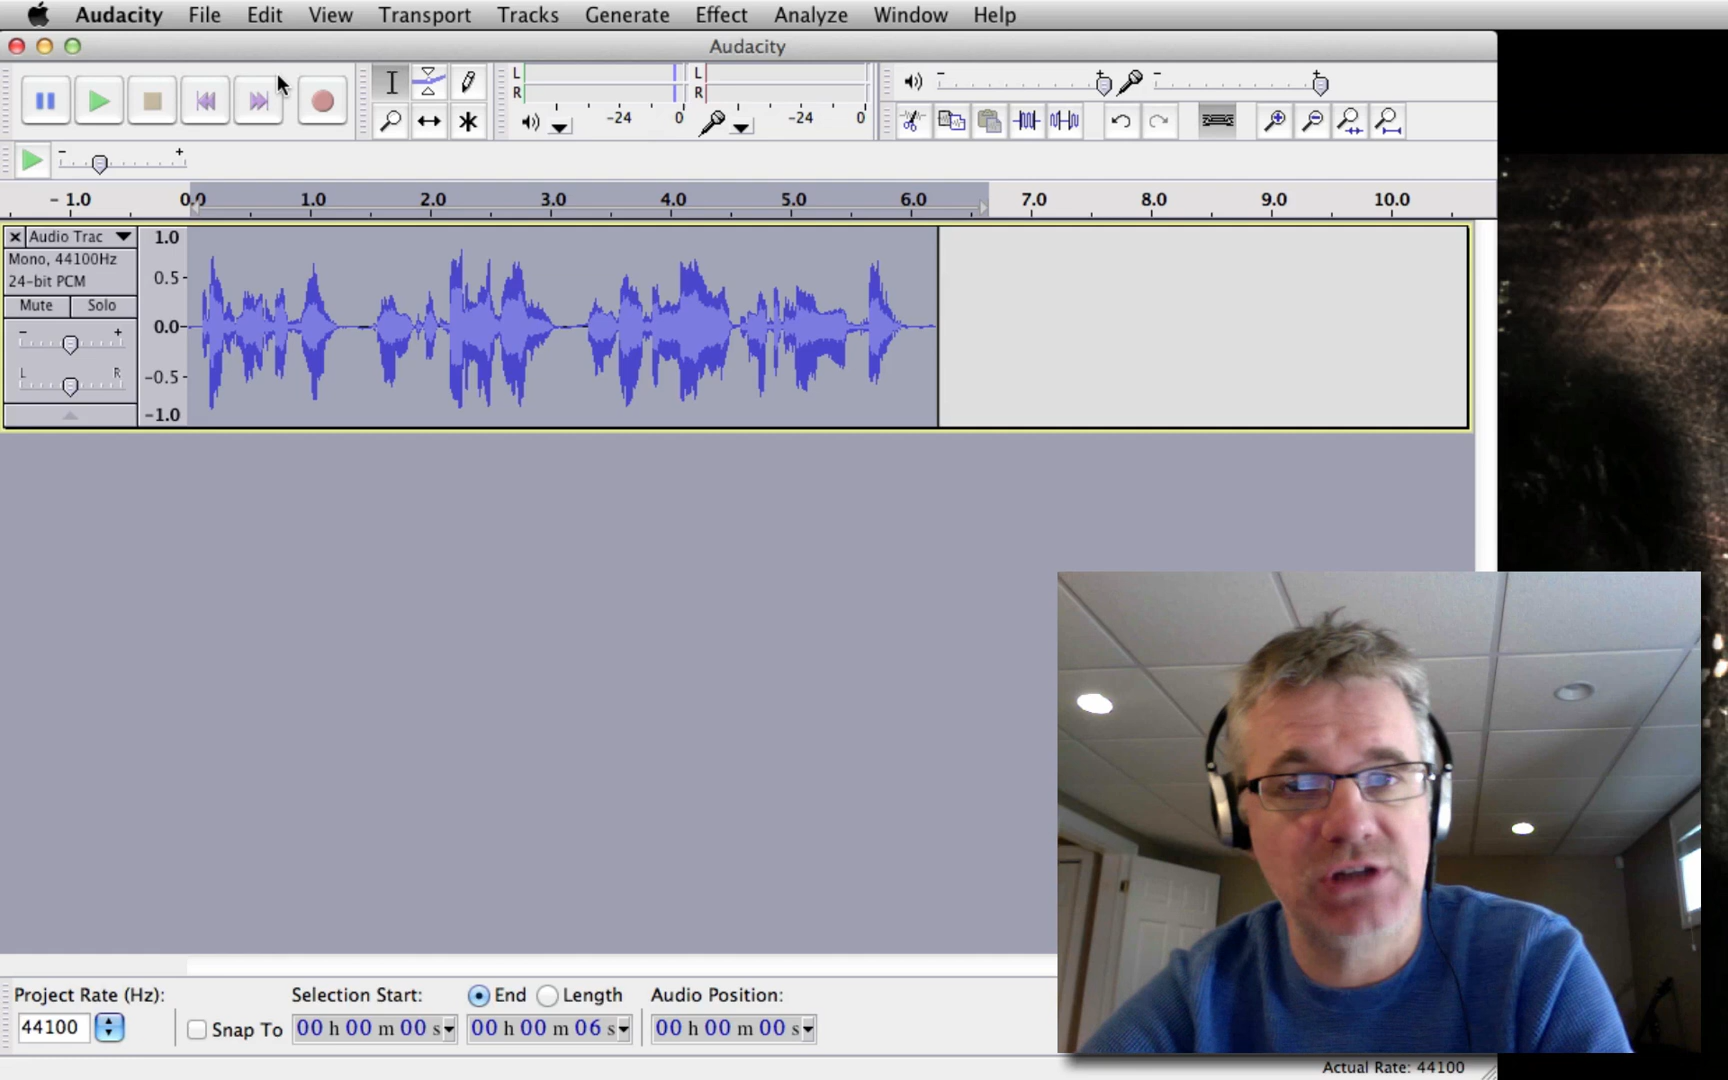 Audacity File Edit View Transport Tracks Generate Effect Analyze Window Help
Audacity
L
R
-24 0
L
R
-24 0
- +
- +
- +
- 1.0 0.0 1.0 2.0 3.0 4.0 5.0 6.0 7.0 8.0 9.0 10.0
Audio Trac
Mono, 44100Hz
24-bit PCM
Mute Solo
- +
L R
1.0
0.5-
0.0-
-0.5-
-1.0
Project Rate (Hz):
44100
Snap To
Selection Start:
00 h 00 m 00 s
End Length
00 h 00 m 06 s
Audio Position:
00 h 00 m 00 s
Actual Rate: 44100